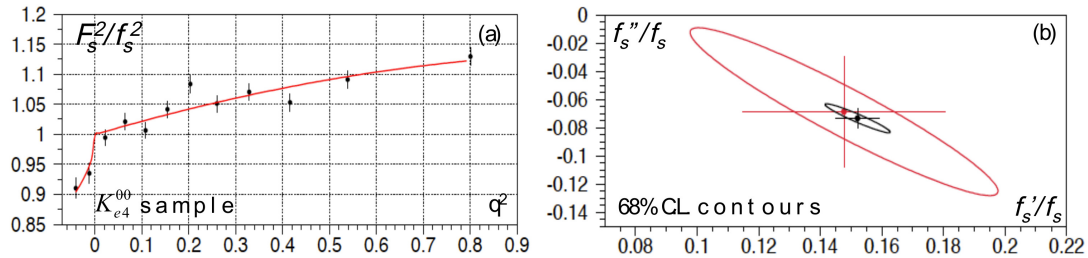 1.2
1.15
1.1
1.05
1
0.95
0.9
0.85
F_s^2/f_s^2
(a)
K_{e4}^{00} sample
q^2
0 0.1 0.2 0.3 0.4 0.5 0.6 0.7 0.8 0.9
0
-0.02
-0.04
-0.06
-0.08
-0.1
-0.12
-0.14
f_s''/f_s
(b)
68% CL contours
f_s'/f_s
0.08 0.1 0.12 0.14 0.16 0.18 0.2 0.22